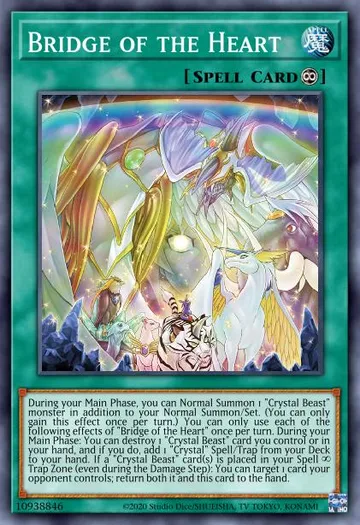 BRIDGE OF THE HEART
SPELL
魔
[SPELL CARD∞]
During your Main Phase, you can Normal Summon 1 "Crystal Beast"
monster in addition to your Normal Summon/Set. (You can only
gain this effect once per turn.) You can only use each of the
following effects of "Bridge of the Heart" once per turn. During your
Main Phase: You can destroy 1 "Crystal Beast" card you control or in
your hand, and if you do, add 1 "Crystal" Spell/Trap from your Deck
to your hand. If a "Crystal Beast" card(s) is placed in your Spell &
Trap Zone (even during the Damage Step): You can target 1 card your
opponent controls; return both it and this card to the hand.
10938846 ©2020 Studio Dice/SHUEISHA, TV TOKYO, KONAMI